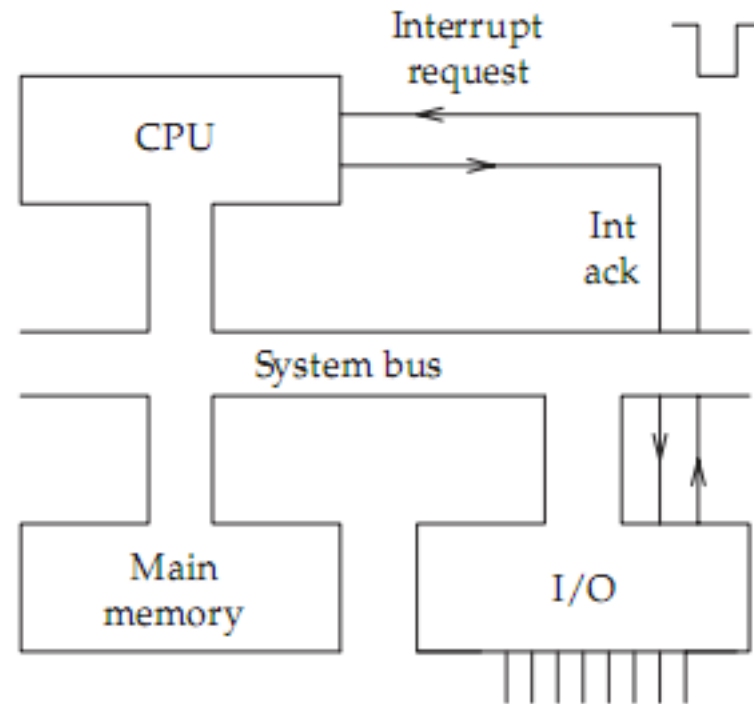 Interrupt
request
CPU
Int
ack
System bus
Main
memory
I/O